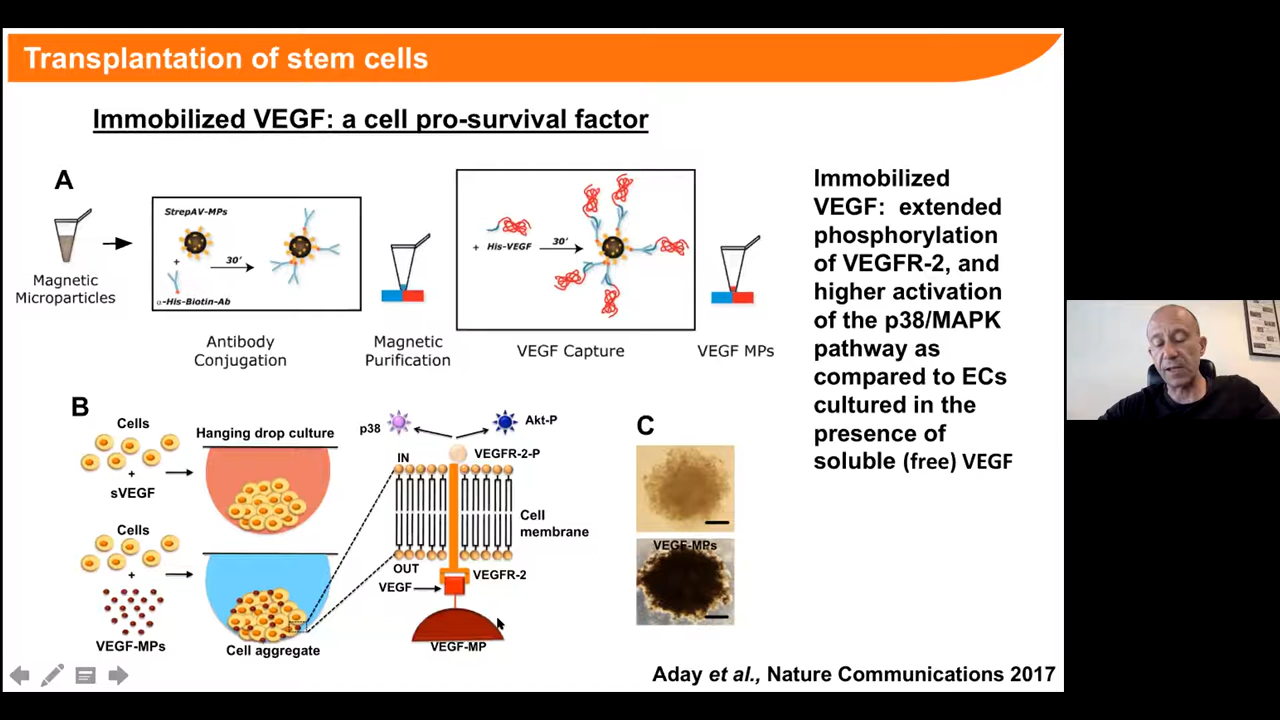 Transplantation of stem cells
Immobilized VEGF: a cell pro-survival factor
A
StrepAV-MPs
+
30'
α-His-Biotin-Ab
+ His-VEGF
30'
Magnetic
Microparticles
Antibody
Conjugation
Magnetic
Purification
VEGF Capture
VEGF MPs
Immobilized
VEGF: extended
phosphorylation
of VEGFR-2, and
higher activation
of the p38/MAPK
pathway as
compared to ECs
cultured in the
presence of
soluble (free) VEGF
B
Cells
+
sVEGF
Hanging drop culture
Cells
+
VEGF-MPs
Cell aggregate
p38
Akt-P
VEGFR-2-P
IN
Cell
membrane
OUT
VEGFR-2
VEGF
VEGF-MP
C
VEGF-MPs
Aday et al., Nature Communications 2017